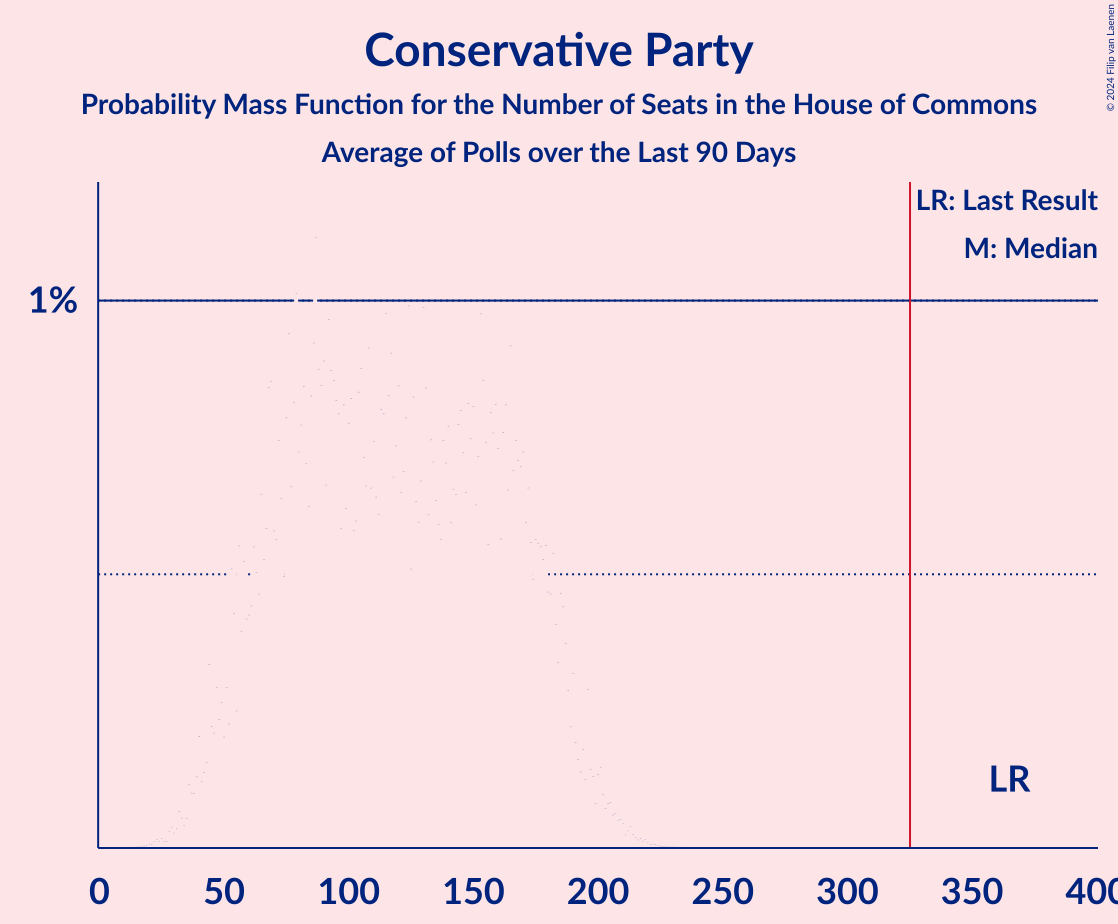 Conservative Party
Probability Mass Function for the Number of Seats in the House of Commons
Average of Polls over the Last 90 Days
© 2024 Filip van Laenen
LR: Last Result
M: Median
1%
LR
0 50 100 150 200 250 300 350 400